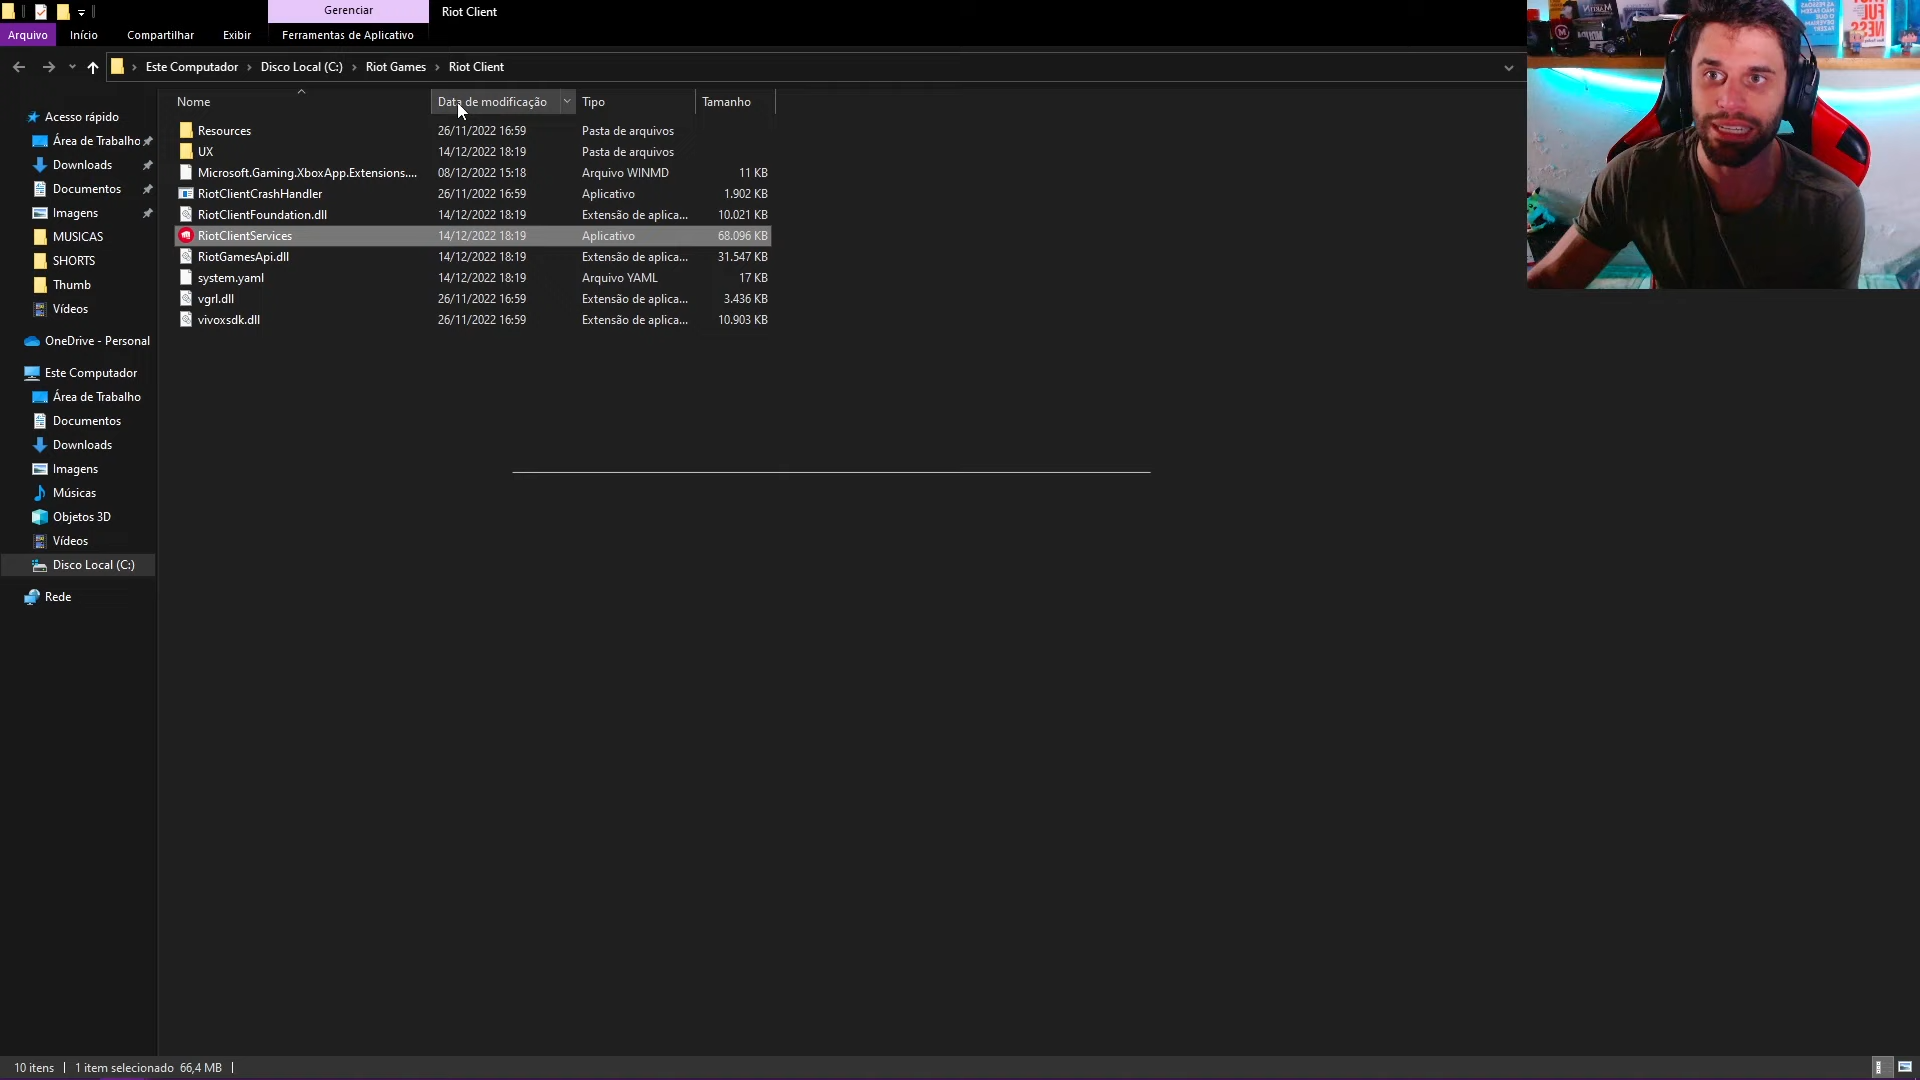 Gerenciar
Riot Client
Arquivo
Início
Compartilhar
Exibir
Ferramentas de Aplicativo
Este Computador
Disco Local (C:)
Riot Games
Riot Client
Nome
Data de modificação
Tipo
Tamanho
Resources 26/11/2022 16:59 Pasta de arquivos
UX 14/12/2022 18:19 Pasta de arquivos
Microsoft.Gaming.XboxApp.Extensions.... 08/12/2022 15:18 Arquivo WINMD 11 KB
RiotClientCrashHandler 26/11/2022 16:59 Aplicativo 1.902 KB
RiotClientFoundation.dll 14/12/2022 18:19 Extensão de aplica... 10.021 KB
RiotClientServices 14/12/2022 18:19 Aplicativo 68.096 KB
RiotGamesApi.dll 14/12/2022 18:19 Extensão de aplica... 31.547 KB
system.yaml 14/12/2022 18:19 Arquivo YAML 17 KB
vgrl.dll 26/11/2022 16:59 Extensão de aplica... 3.436 KB
vivoxsdk.dll 26/11/2022 16:59 Extensão de aplica... 10.903 KB
Acesso rápido
Área de Trabalho
Downloads
Documentos
Imagens
MUSICAS
SHORTS
Thumb
Vídeos
OneDrive - Personal
Este Computador
Área de Trabalho
Documentos
Downloads
Imagens
Músicas
Objetos 3D
Vídeos
Disco Local (C:)
Rede
10 itens
1 item selecionado 66,4 MB